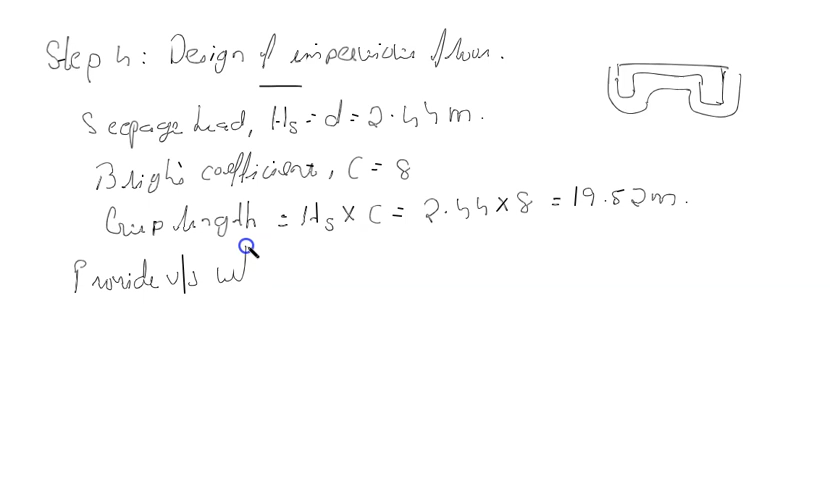 Step 4: Design of impervious floor.
Seepage head, Hs = d = 2.44m.
Bligh's coefficient, C = 8
Creep length = Hs x C = 2.44 x 8 = 19.52m.
Provide u/s w